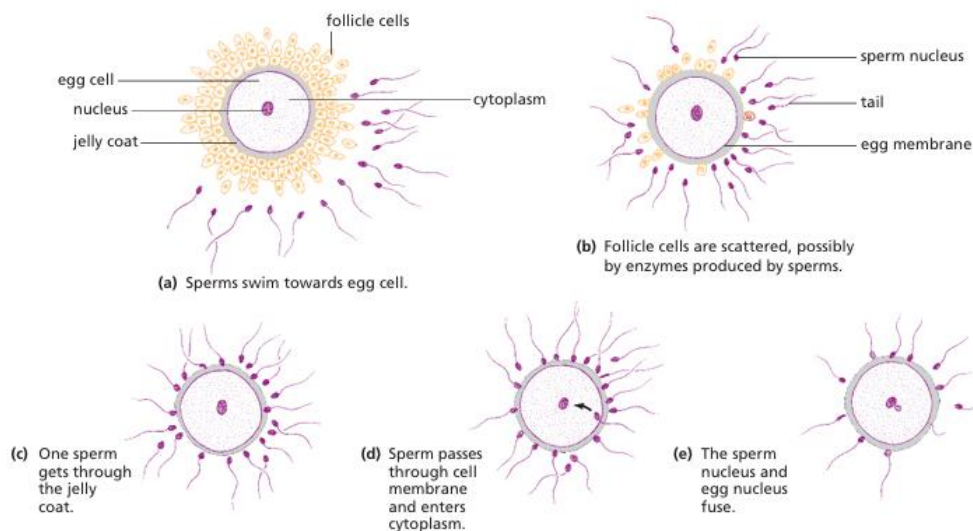 follicle cells
egg cell
nucleus
jelly coat
cytoplasm
(a) Sperms swim towards egg cell.
sperm nucleus
tail
egg membrane
(b) Follicle cells are scattered, possibly
by enzymes produced by sperms.
(c) One sperm
gets through
the jelly
coat.
(d) Sperm passes
through cell
membrane
and enters
cytoplasm.
(e) The sperm
nucleus and
egg nucleus
fuse.